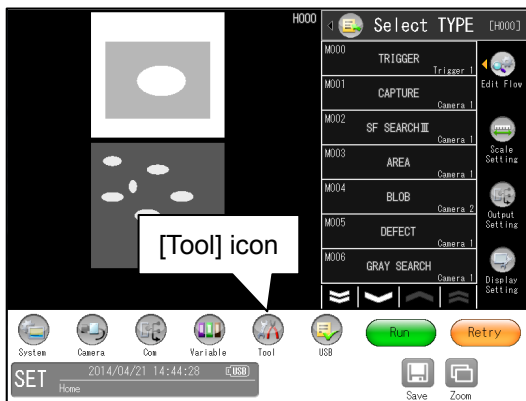 H000
Select TYPE [H000]
M000
TRIGGER
Trigger 1
M001
CAPTURE
Camera 1
M002
SF SEARCHⅢ
Camera 1
M003
AREA
Camera 1
M004
BLOB
Camera 2
M005
DEFECT
Camera 1
M006
GRAY SEARCH
Camera 1
Edit Flow
Scale
Setting
Output
Setting
Display
Setting
[Tool] icon
System Camera Com Variable Tool USB
Run Retry
SET 2014/04/21 14:44:28 USB
Home
Save Zoom